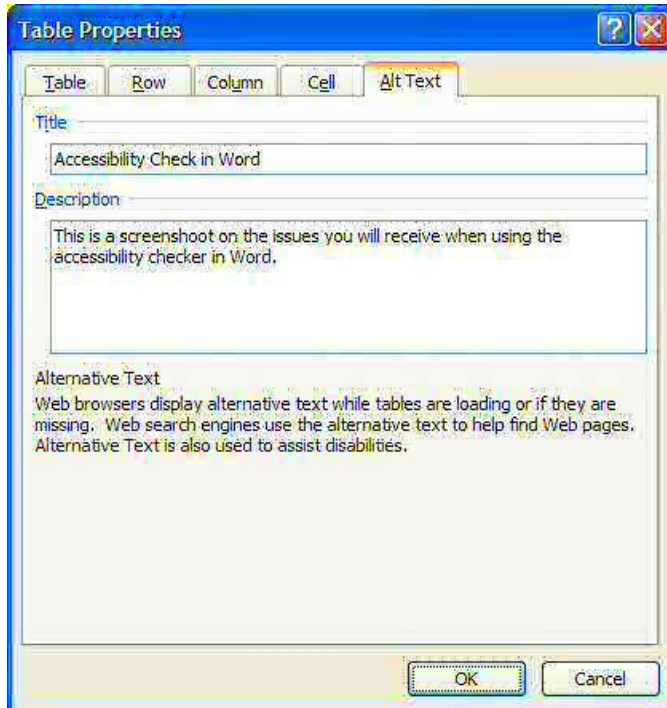 Table Properties
Table Row Column Cell Alt Text
Title
Accessibility Check in Word
Description
This is a screenshoot on the issues you will receive when using the
accessibility checker in Word.
Alternative Text
Web browsers display alternative text while tables are loading or if they are
missing. Web search engines use the alternative text to help find Web pages.
Alternative Text is also used to assist disabilities.
OK Cancel